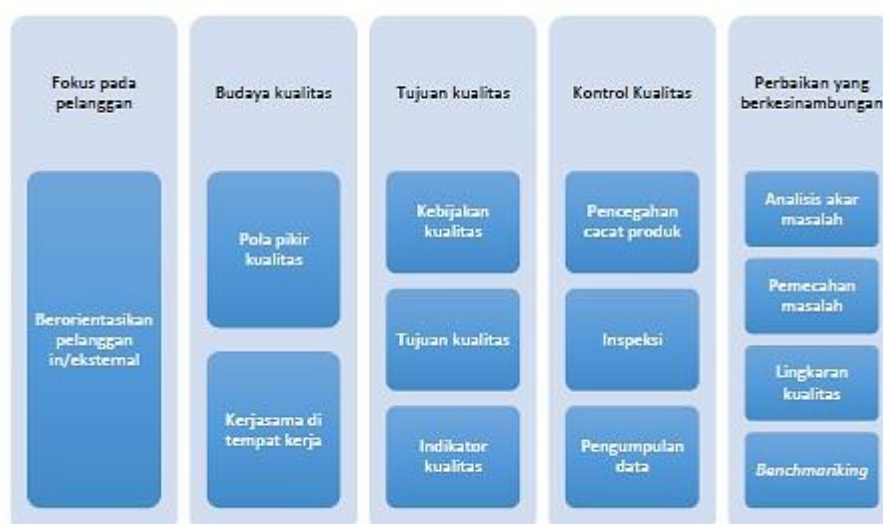 Fokus pada
pelanggan
Berorientasikan
pelanggan
in/eksternal
Budaya kualitas
Pola pikir
kualitas
Kerjasama di
tempat kerja
Tujuan kualitas
Kebijakan
kualitas
Tujuan kualitas
Indikator
kualitas
Kontrol Kualitas
Pencegahan
cacat produk
Inspeksi
Pengumpulan
data
Perbaikan yang
berkesinambungan
Analisis akar
masalah
Pemecahan
masalah
Lingkaran
kualitas
Benchmariking